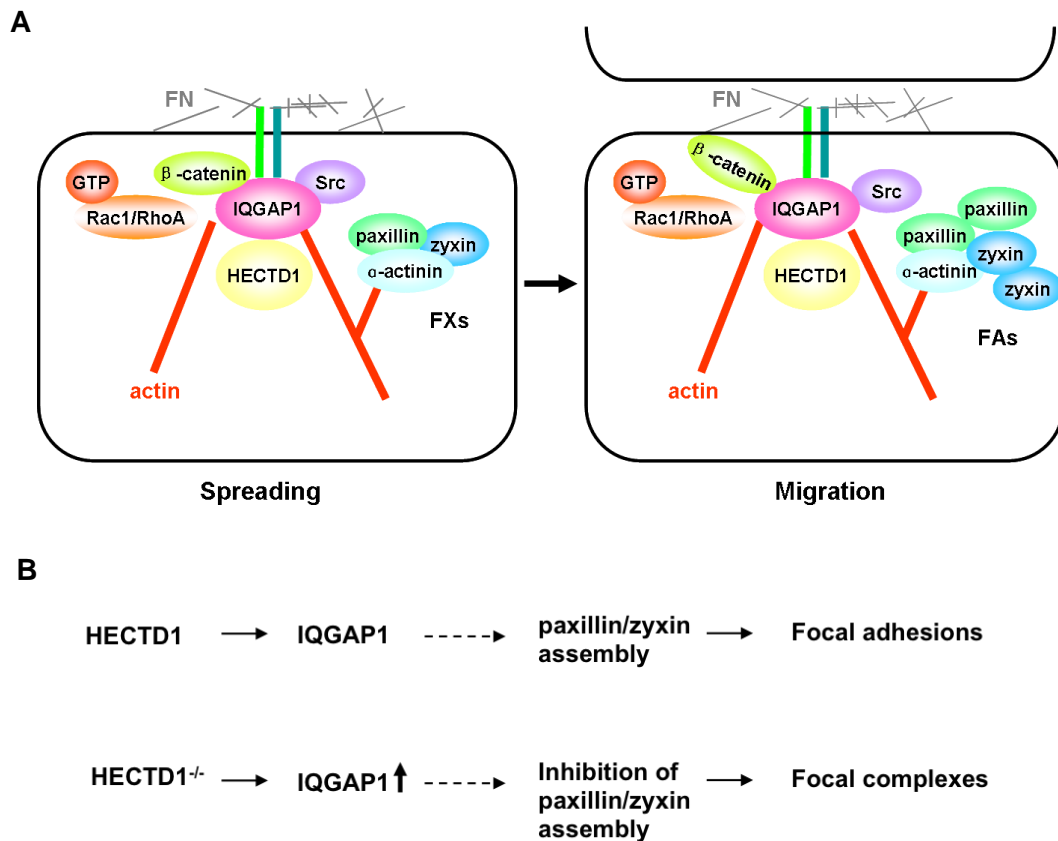 A
FN
β-catenin
GTP
Src
Rac1/RhoA
IQGAP1
paxillin
zyxin
HECTD1
α-actinin
FXs
actin
Spreading
FN
β-catenin
GTP
Src
Rac1/RhoA
IQGAP1
paxillin
paxillin
zyxin
HECTD1
α-actinin
zyxin
FAs
actin
Migration
B
HECTD1
IQGAP1
paxillin/zyxin
assembly
Focal adhesions
HECTD1-/-
IQGAP1
Inhibition of
paxillin/zyxin
assembly
Focal complexes